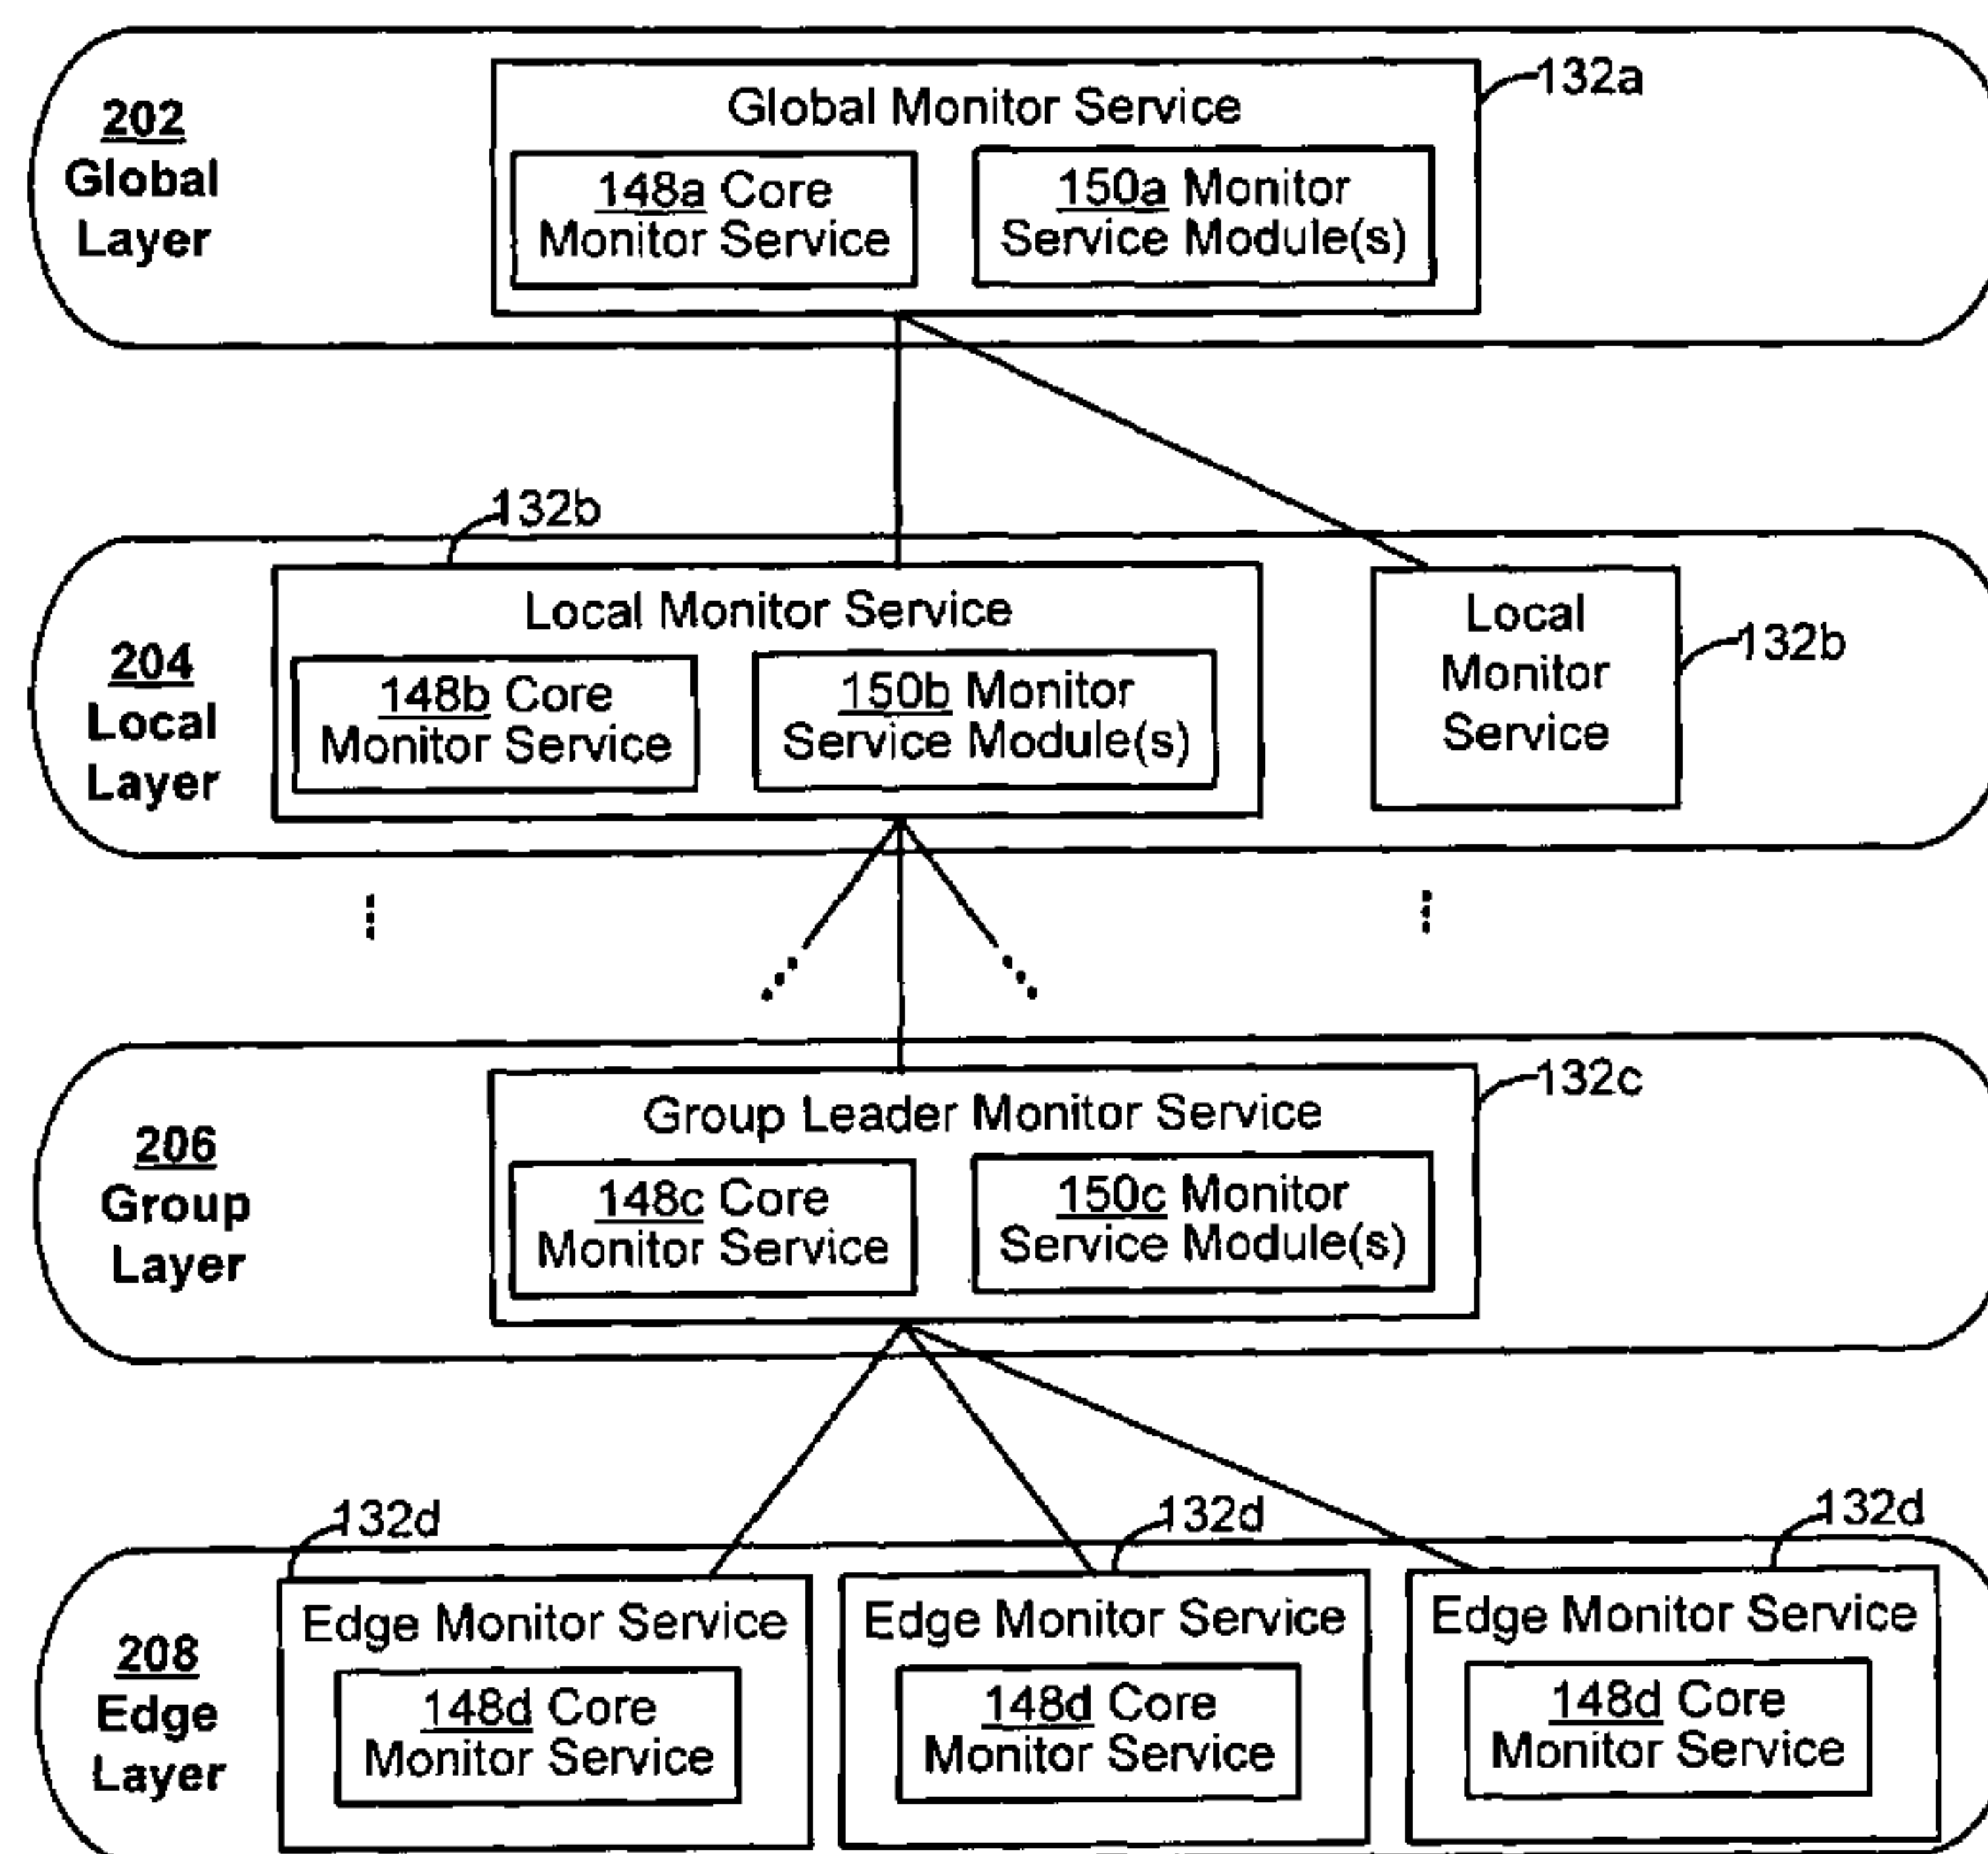 202
Global
Layer
Global Monitor Service
132a
148a Core
Monitor Service
150a Monitor
Service Module(s)
132b
204
Local
Layer
Local Monitor Service
148b Core
Monitor Service
150b Monitor
Service Module(s)
Local
Monitor
Service
132b
206
Group
Layer
Group Leader Monitor Service
132c
148c Core
Monitor Service
150c Monitor
Service Module(s)
208
Edge
Layer
132d
Edge Monitor Service
148d Core
Monitor Service
132d
Edge Monitor Service
148d Core
Monitor Service
132d
Edge Monitor Service
148d Core
Monitor Service